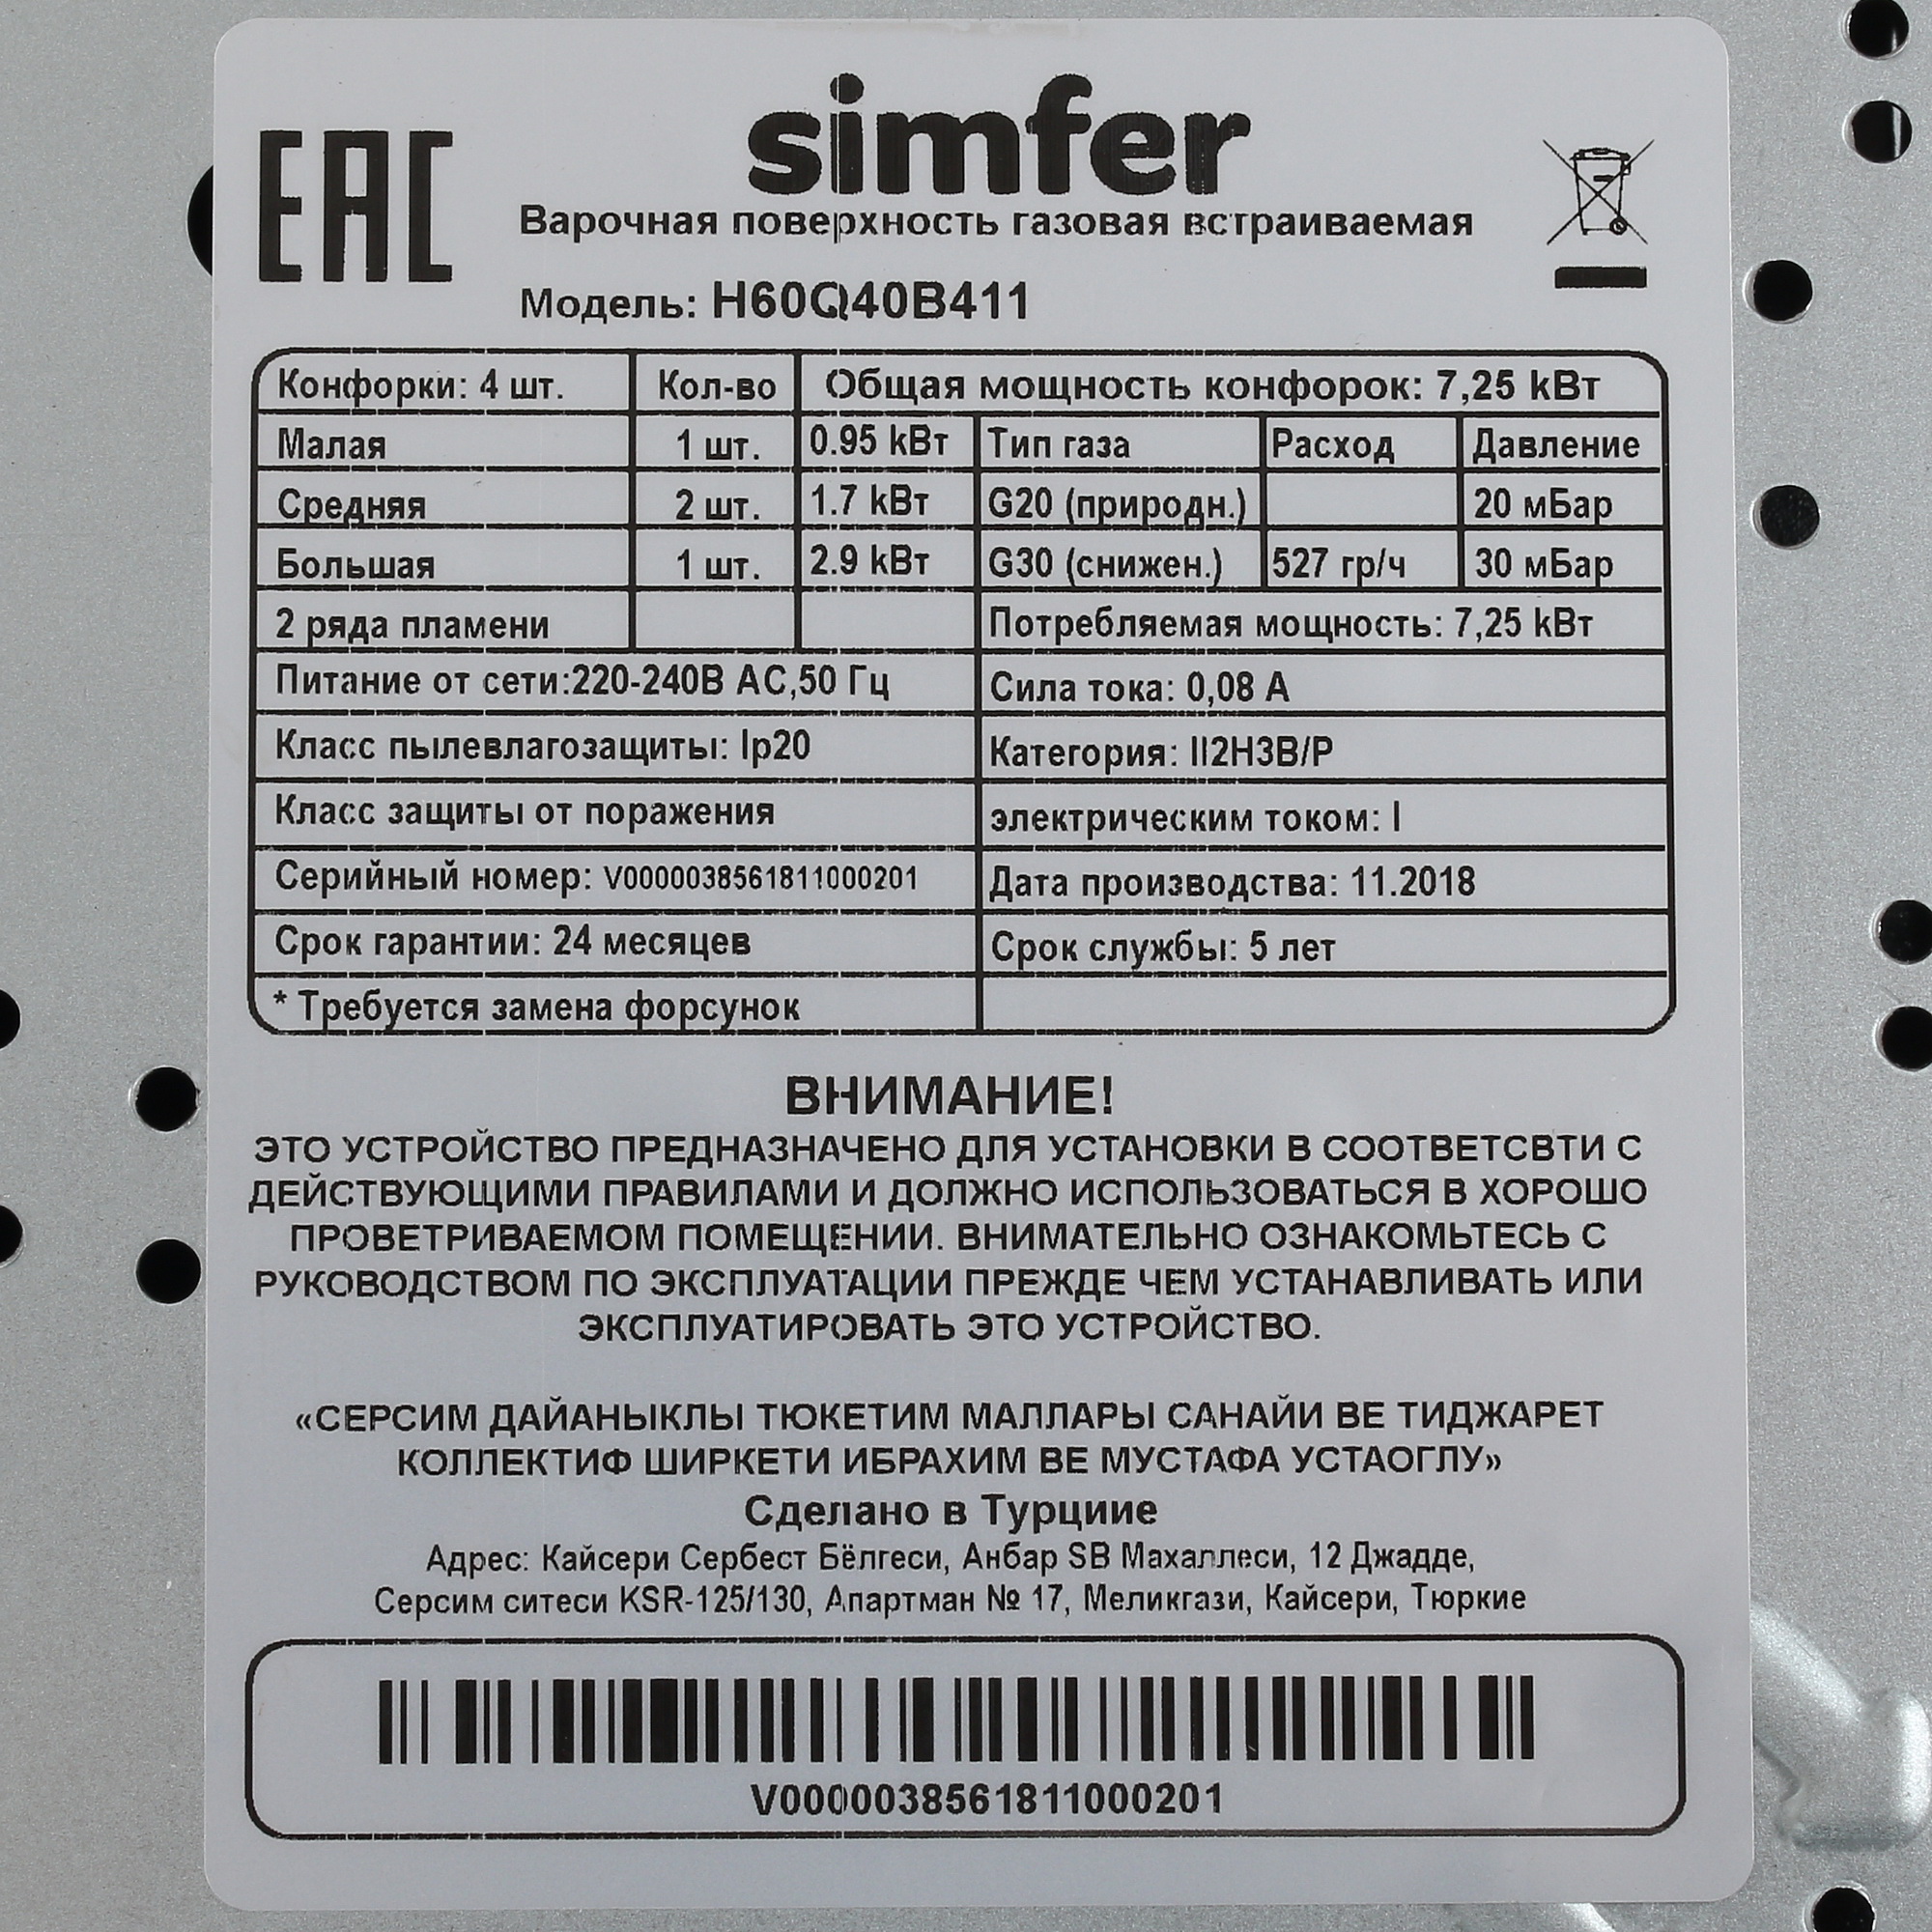 EAC
simfer
Варочная поверхность газовая встраиваемая
Модель: H60Q40B411
Конфорки: 4 шт. Кол-во Общая мощность конфорок: 7,25 kВт
Малая 1 шт. 0.95 kВт Тип газа Расход Давление
Средняя 2 шт. 1.7 kВт G20 (природн.) 20 мБар
Большая 1 шт. 2.9 kВт G30 (снижен.) 527 гр/ч 30 мБар
2 ряда пламени Потребляемая мощность: 7,25 kВт
Питание от сети:220-240В AC,50 Гц Сила тока: 0,08 А
Класс пылевлагозащиты: Ip20 Категория: II2H3B/P
Класс защиты от поражения электрическим током: I
Серийный номер: V0000038561811000201 Дата производства: 11.2018
Срок гарантии: 24 месяцев Срок службы: 5 лет
* Требуется замена форсунок
ВНИМАНИЕ!
ЭТО УСТРОЙСТВО ПРЕДНАЗНАЧЕНО ДЛЯ УСТАНОВКИ В СООТВЕТСВТИ С
ДЕЙСТВУЮЩИМИ ПРАВИЛАМИ И ДОЛЖНО ИСПОЛЬЗОВАТЬСЯ В ХОРОШО
ПРОВЕТРИВАЕМОМ ПОМЕЩЕНИИ. ВНИМАТЕЛЬНО ОЗНАКОМЬТЕСЬ С
РУКОВОДСТВОМ ПО ЭКСПЛУАТАЦИИ ПРЕЖДЕ ЧЕМ УСТАНАВЛИВАТЬ ИЛИ
ЭКСПЛУАТИРОВАТЬ ЭТО УСТРОЙСТВО.
«СЕРСИМ ДАЙАНЫКЛЫ ТЮКЕТИМ МАЛЛАРЫ САНАЙИ ВЕ ТИДЖАРЕТ
КОЛЛЕКТИФ ШИРКЕТИ ИБРАХИМ ВЕ МУСТАФА УСТАОГЛУ»
Сделано в Турциие
Адрес: Кайсери Сербест Бёлгеси, Анбар SB Махаллеси, 12 Джадде,
Серсим ситеси KSR-125/130, Апартман № 17, Меликгази, Кайсери, Тюркие
V0000038561811000201